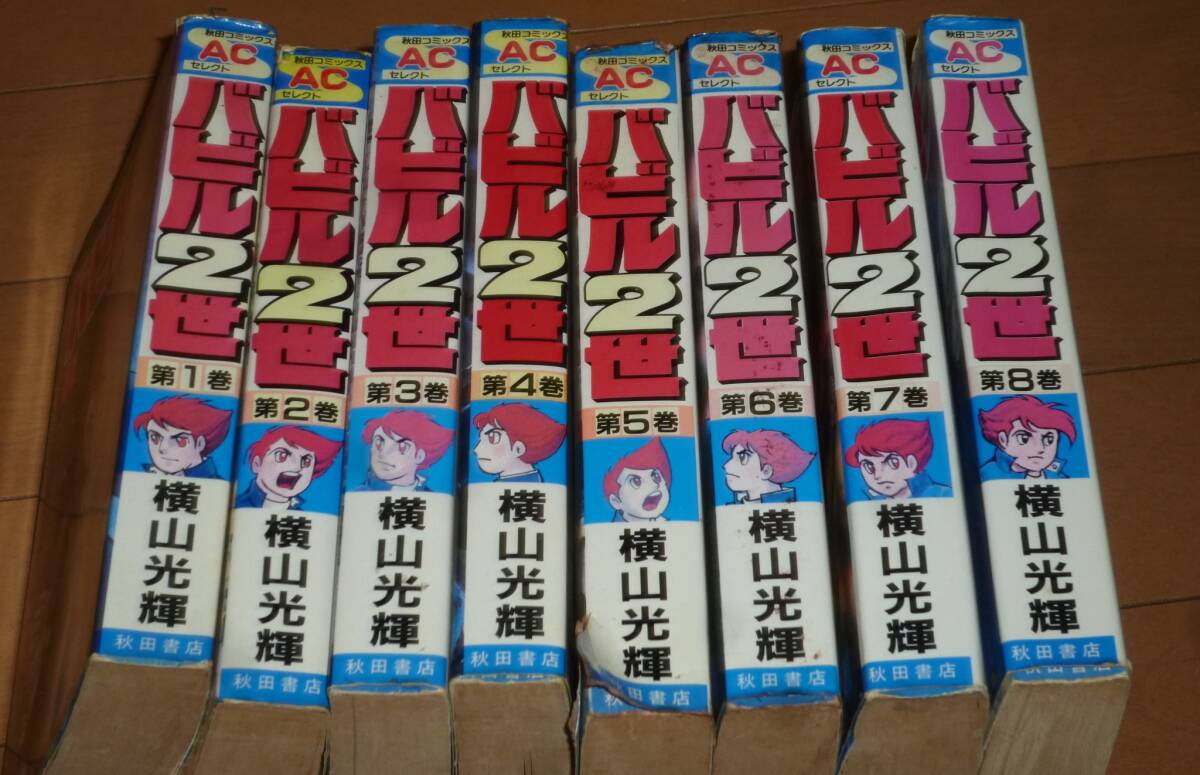 秋田コミックス
AC
セレクト
バビル2世
第1巻
横山光輝
秋田書店
秋田コミックス
AC
セレクト
バビル2世
第2巻
横山光輝
秋田書店
秋田コミックス
AC
セレクト
バビル2世
第3巻
横山光輝
秋田書店
秋田コミックス
AC
セレクト
バビル2世
第4巻
横山光輝
秋田書店
秋田コミックス
AC
セレクト
バビル2世
第5巻
横山光輝
秋田書店
秋田コミックス
AC
セレクト
バビル2世
第6巻
横山光輝
秋田書店
秋田コミックス
AC
セレクト
バビル2世
第7巻
横山光輝
秋田書店
秋田コミックス
AC
セレクト
バビル2世
第8巻
横山光輝
秋田書店